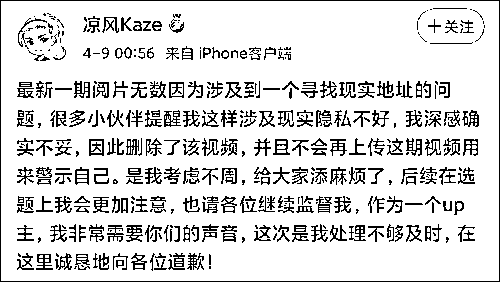 凉风Kaze
+关注
4-9 00:56 来自 iPhone客户端
最新一期阅片无数因为涉及到一个寻找现实地址的问
题，很多小伙伴提醒我这样涉及现实隐私不好，我深感确
实不妥，因此删除了该视频，并且不会再上传这期视频用
来警示自己。是我考虑不周，给大家添麻烦了，后续在选
题上我会更加注意，也请各位继续监督我，作为一个up
主，我非常需要你们的声音，这次是我处理不够及时，在
这里诚恳地向各位道歉！